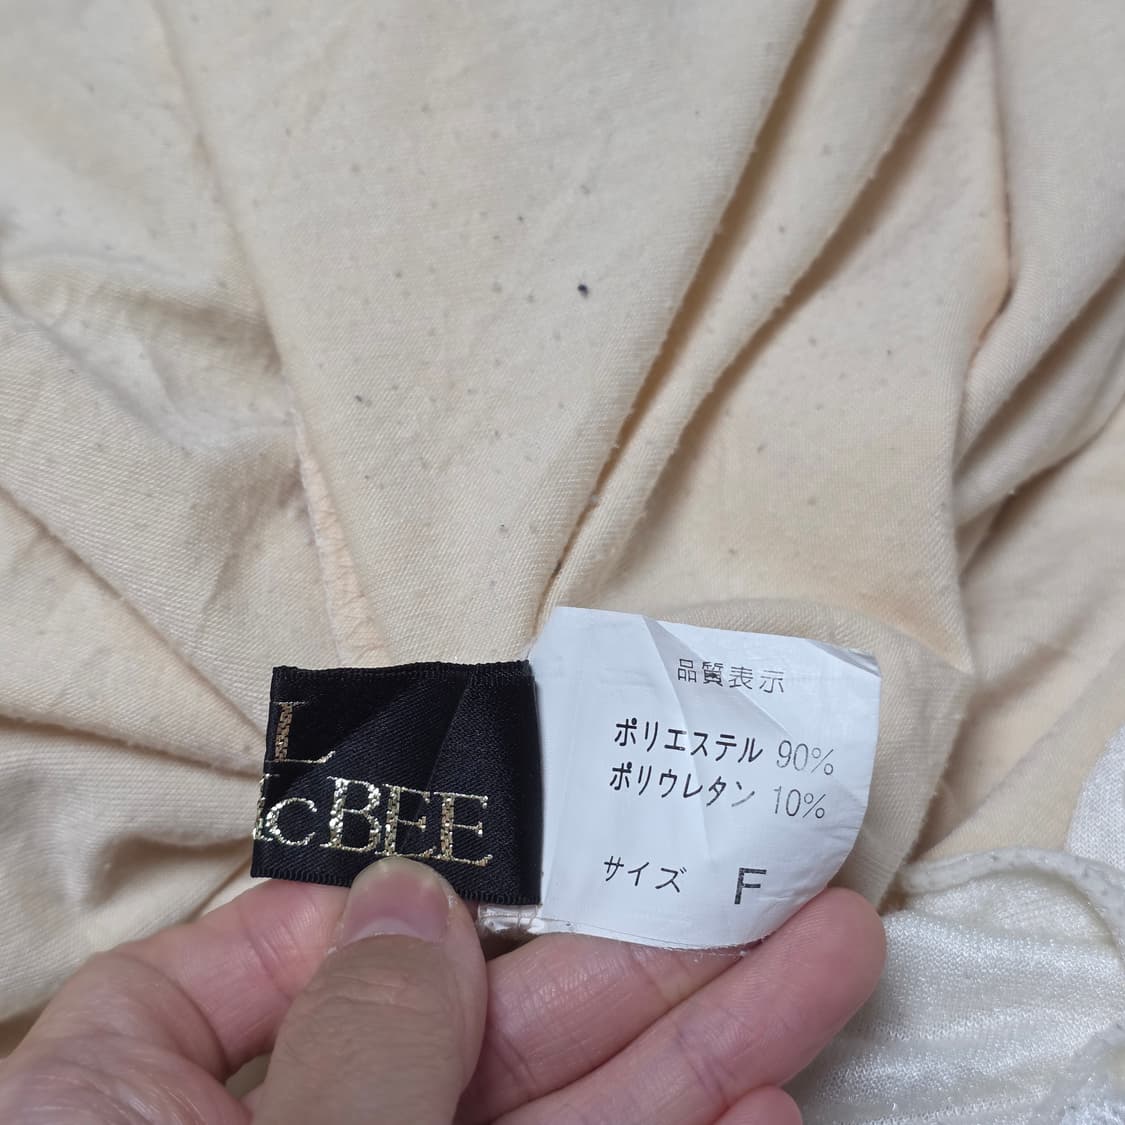 L
BEE
品質表示
ポリエステル 90%
ポリウレタン 10%
サイズ F